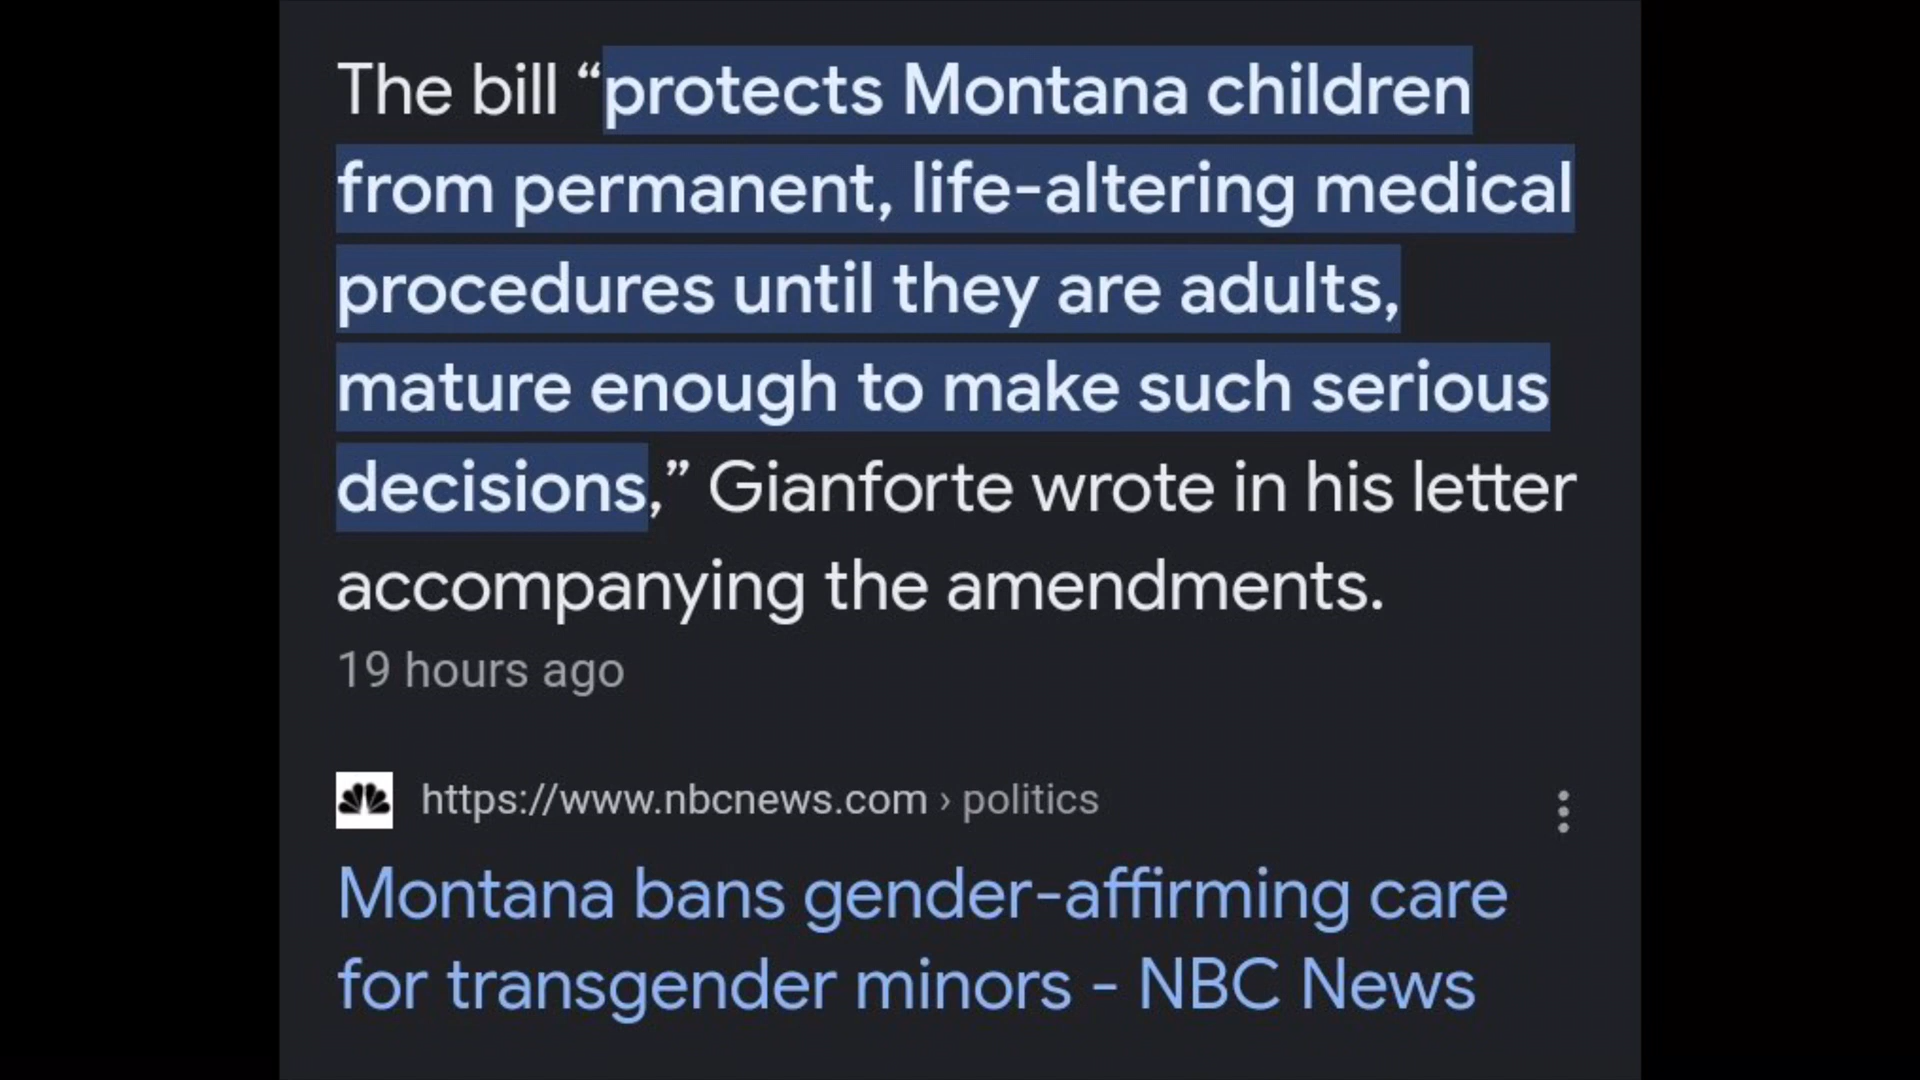 The bill “protects Montana children
from permanent, life-altering medical
procedures until they are adults,
mature enough to make such serious
decisions,” Gianforte wrote in his letter
accompanying the amendments.
19 hours ago
https://www.nbcnews.com › politics
Montana bans gender-affirming care
for transgender minors - NBC News